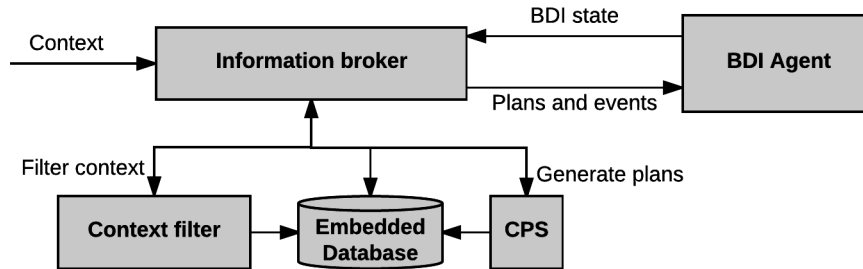 BDI state
Context
Information broker
BDI Agent
Plans and events
Filter context
Generate plans
Context filter
Embedded
Database
CPS